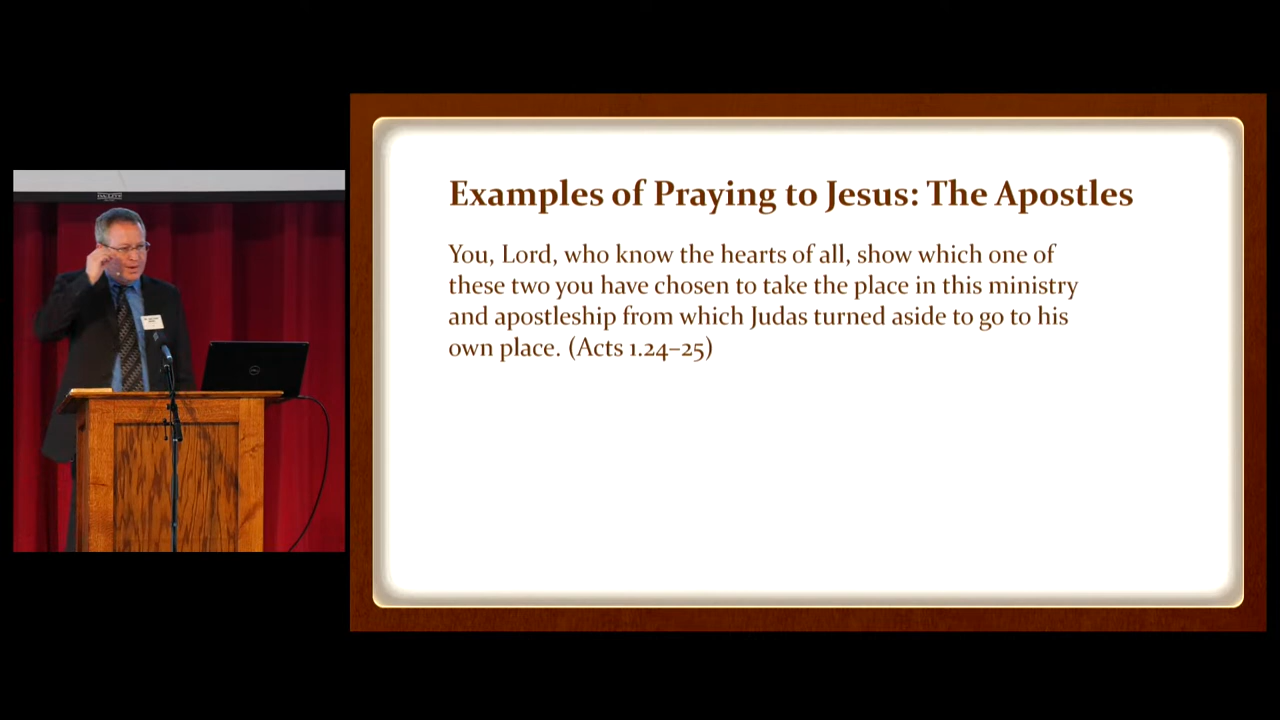 Examples of Praying to Jesus: The Apostles
You, Lord, who know the hearts of all, show which one of
these two you have chosen to take the place in this ministry
and apostleship from which Judas turned aside to go to his
own place. (Acts 1.24–25)